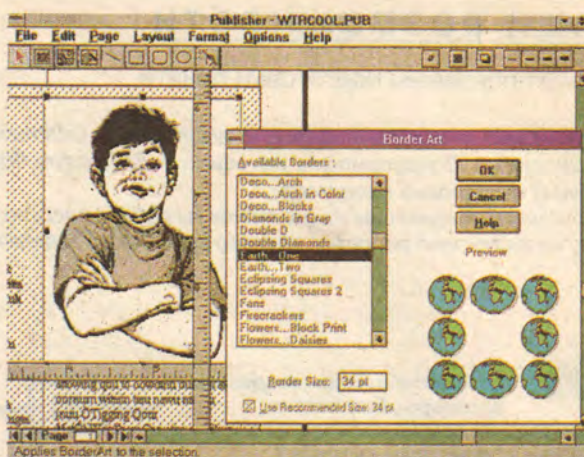 Publisher - WTRCOOL.PUB
File Edit Page Layout Format Options Help
Border Art
Available Borders:
Deco...Arch
Deco...Arch in Color
Deco...Blocks
Diamonds in Gray
Double D
Double Diamonds
Earth...One
Earth...Two
Eclipsing Squares
Eclipsing Squares 2
Fans
Firecrackers
Flowers...Block Print
Flowers...Daisies
OK
Cancel
Help
Preview
Border Size: 34 pt
Use Recommended Size: 34 pt
Page
Applies BorderArt to the selection.